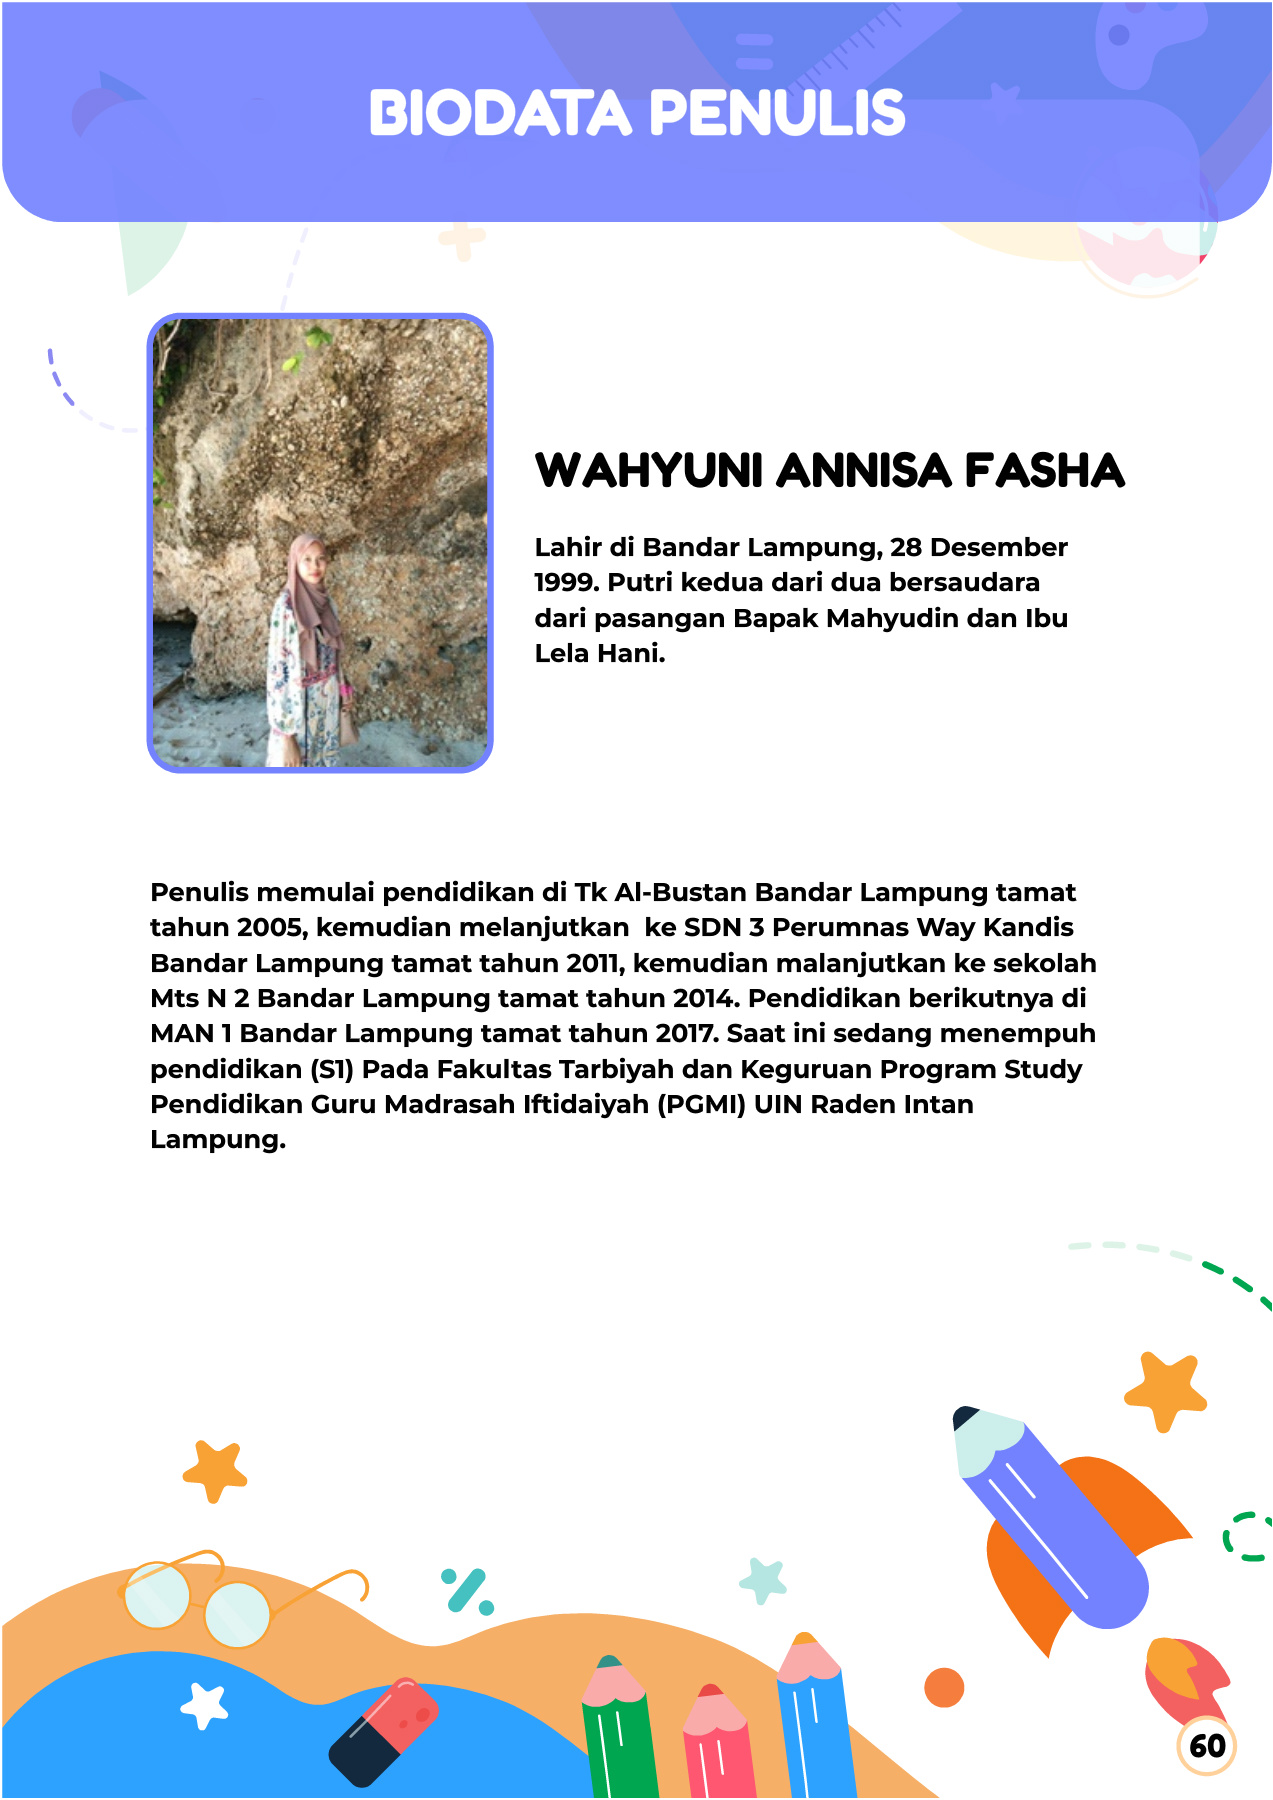 BIODATA PENULIS
WAHYUNI ANNISA FASHA
Lahir di Bandar Lampung, 28 Desember
1999. Putri kedua dari dua bersaudara
dari pasangan Bapak Mahyudin dan Ibu
Lela Hani.
Penulis memulai pendidikan di Tk Al-Bustan Bandar Lampung tamat
tahun 2005, kemudian melanjutkan  ke SDN 3 Perumnas Way Kandis
Bandar Lampung tamat tahun 2011, kemudian malanjutkan ke sekolah
Mts N 2 Bandar Lampung tamat tahun 2014. Pendidikan berikutnya di
MAN 1 Bandar Lampung tamat tahun 2017. Saat ini sedang menempuh
pendidikan (S1) Pada Fakultas Tarbiyah dan Keguruan Program Study
Pendidikan Guru Madrasah Iftidaiyah (PGMI) UIN Raden Intan
Lampung.
60